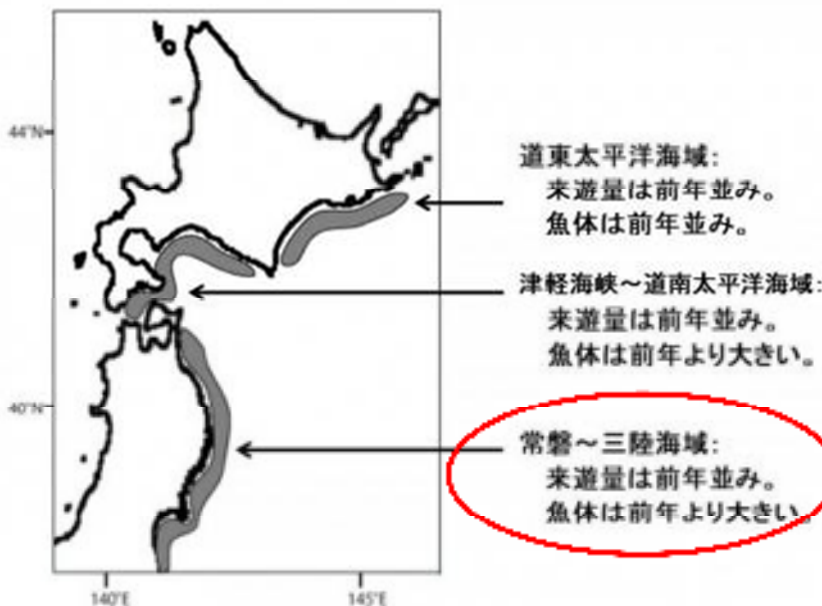 44°N
道東太平洋海域:
来遊量は前年並み。
魚体は前年並み。
津軽海峡～道南太平洋海域:
来遊量は前年並み。
魚体は前年より大きい。
40°N
常磐～三陸海域:
来遊量は前年並み。
魚体は前年より大きい。
140°E
145°E